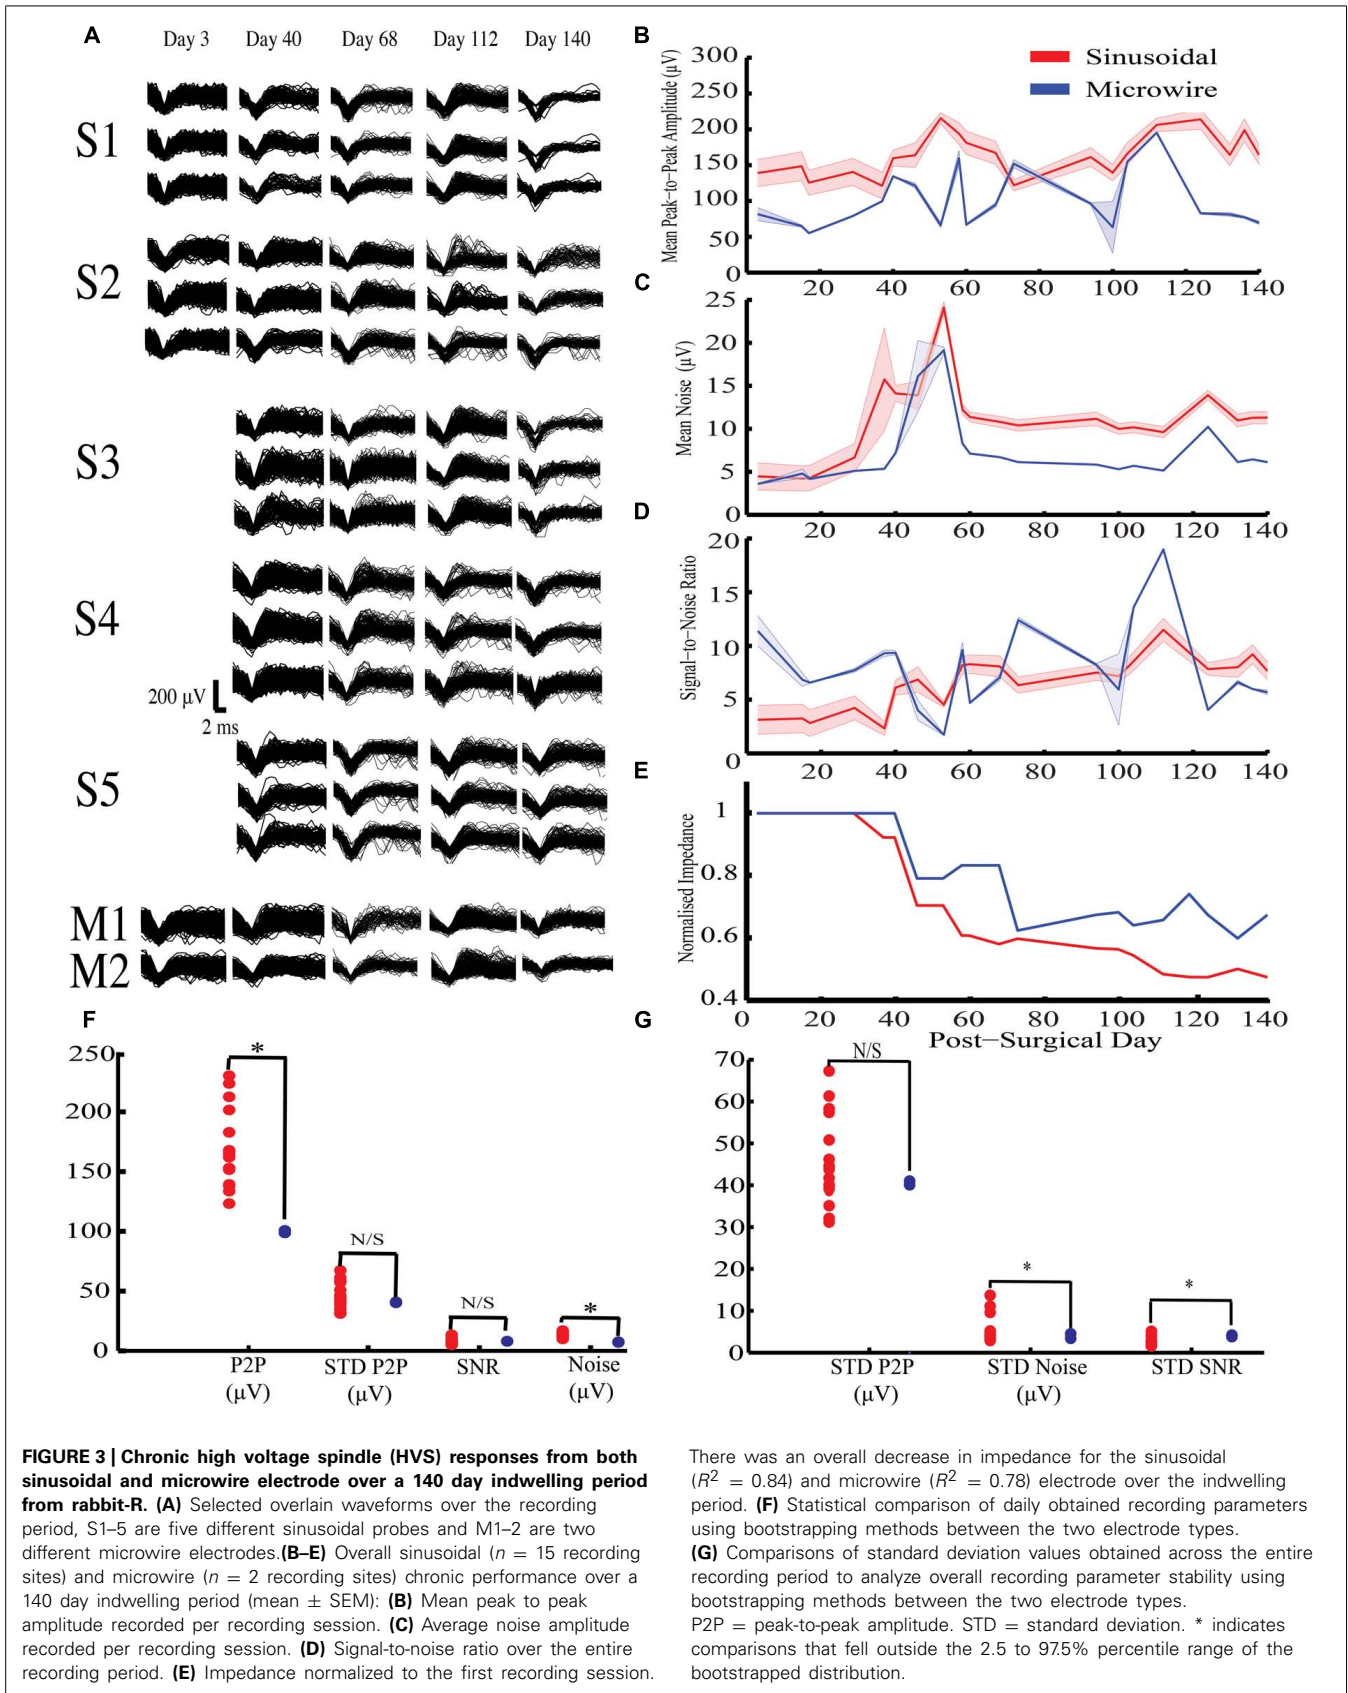 A
Day 3 Day 40 Day 68 Day 112 Day 140
S1
S2
S3
S4
200 µV
2 ms
S5
M1
M2
B
Mean Peak-to-Peak Amplitude (µV)
300
250
200
150
100
50
0
Sinusoidal
Microwire
20 40 60 80 100 120 140
C
Mean Noise (µV)
25
20
15
10
5
0
20 40 60 80 100 120 140
D
Signal-to-Noise Ratio
20
15
10
5
0
20 40 60 80 100 120 140
E
Normalised Impedance
1
0.8
0.6
0.4
0 20 40 60 80 100 120 140
Post-Surgical Day
F
250
200
150
100
50
0
*
N/S
N/S
*
P2P STD P2P SNR Noise
(µV) (µV) (µV)
G
70
60
50
40
30
20
10
0
N/S
*
*
STD P2P STD Noise STD SNR
(µV) (µV)
FIGURE 3 | Chronic high voltage spindle (HVS) responses from both
sinusoidal and microwire electrode over a 140 day indwelling period
from rabbit-R. (A) Selected overlain waveforms over the recording
period, S1–5 are five different sinusoidal probes and M1–2 are two
different microwire electrodes.(B–E) Overall sinusoidal (n = 15 recording
sites) and microwire (n = 2 recording sites) chronic performance over a
140 day indwelling period (mean ± SEM): (B) Mean peak to peak
amplitude recorded per recording session. (C) Average noise amplitude
recorded per recording session. (D) Signal-to-noise ratio over the entire
recording period. (E) Impedance normalized to the first recording session.
There was an overall decrease in impedance for the sinusoidal
(R² = 0.84) and microwire (R² = 0.78) electrode over the indwelling
period. (F) Statistical comparison of daily obtained recording parameters
using bootstrapping methods between the two electrode types.
(G) Comparisons of standard deviation values obtained across the entire
recording period to analyze overall recording parameter stability using
bootstrapping methods between the two electrode types.
P2P = peak-to-peak amplitude. STD = standard deviation. * indicates
comparisons that fell outside the 2.5 to 97.5% percentile range of the
bootstrapped distribution.